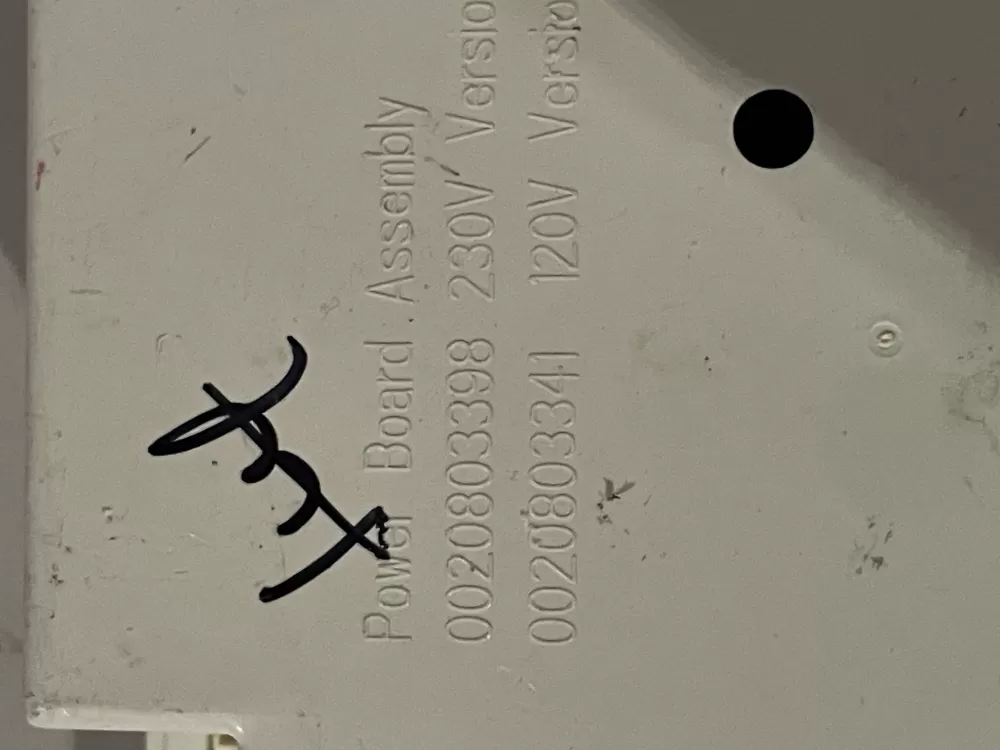 Power Board Assembly
0020803398 230V Versio
0020803341 120V Versio